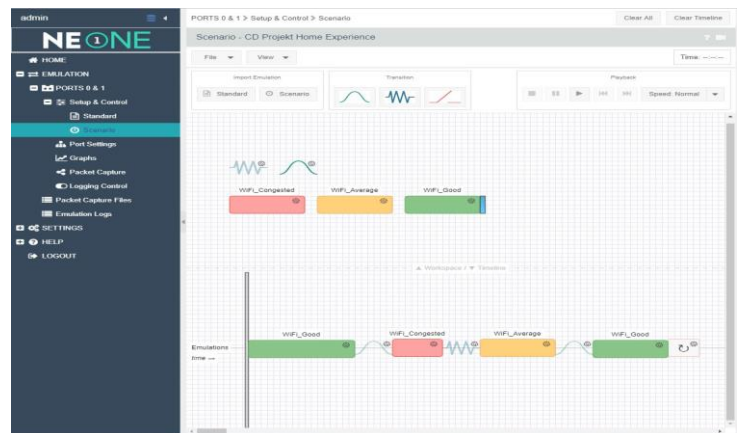 admin
PORTS 0 & 1 > Setup & Control > Scenario
Clear All
Clear Timeline
NE ONE
Scenario - CD Projekt Home Experience
HOME
File
View
Time: --:--.--
EMULATION
PORTS 0 & 1
Import Emulation
Transition
Playback
Setup & Control
Standard
Scenario
Speed: Normal
Standard
Scenario
Port Settings
Graphs
Packet Capture
Logging Control
Packet Capture Files
Emulation Logs
SETTINGS
HELP
LOGOUT
WiFi_Congested
WiFi_Average
WiFi_Good
▲ Workspace / ▼ Timeline
WiFi_Good
WiFi_Congested
WiFi_Average
WiFi_Good
Emulations
time →